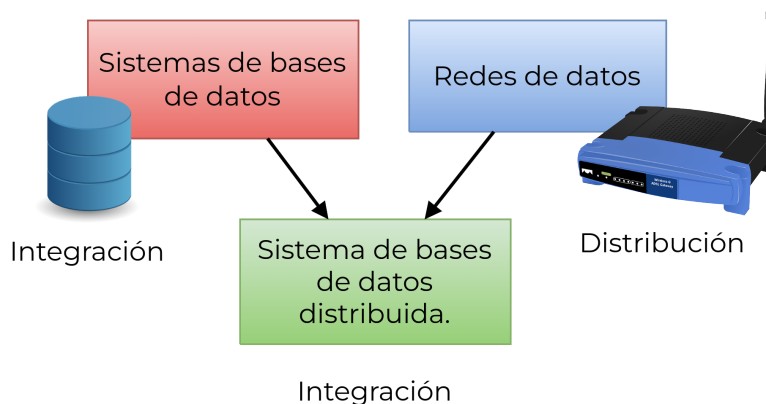 Sistemas de bases
de datos
Redes de datos
Integración
Distribución
Sistema de bases
de datos
distribuida.
Integración